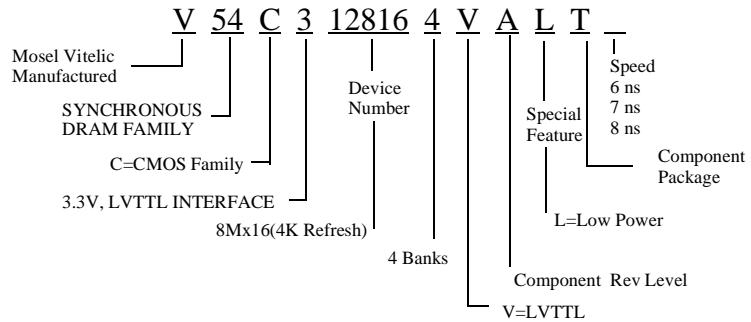 V 54 C 3 12816 4 V A L T
Mosel Vitelic
Manufactured
SYNCHRONOUS
DRAM FAMILY
C=CMOS Family
3.3V, LVTTL INTERFACE
Device
Number
8Mx16(4K Refresh)
4 Banks
V=LVTTL
Component Rev Level
Special
Feature
L=Low Power
Component
Package
Speed
6 ns
7 ns
8 ns